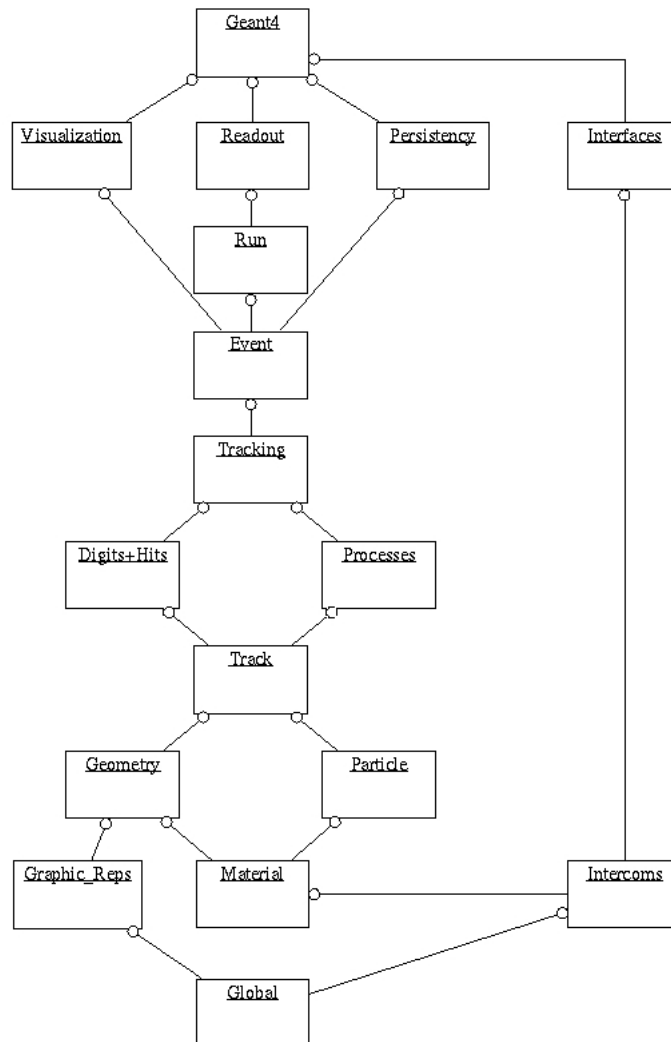 Geant4
Visualization
Readout
Persistency
Interfaces
Run
Event
Tracking
Digits+Hits
Processes
Track
Geometry
Particle
Graphic_Reps
Material
Intercoms
Global